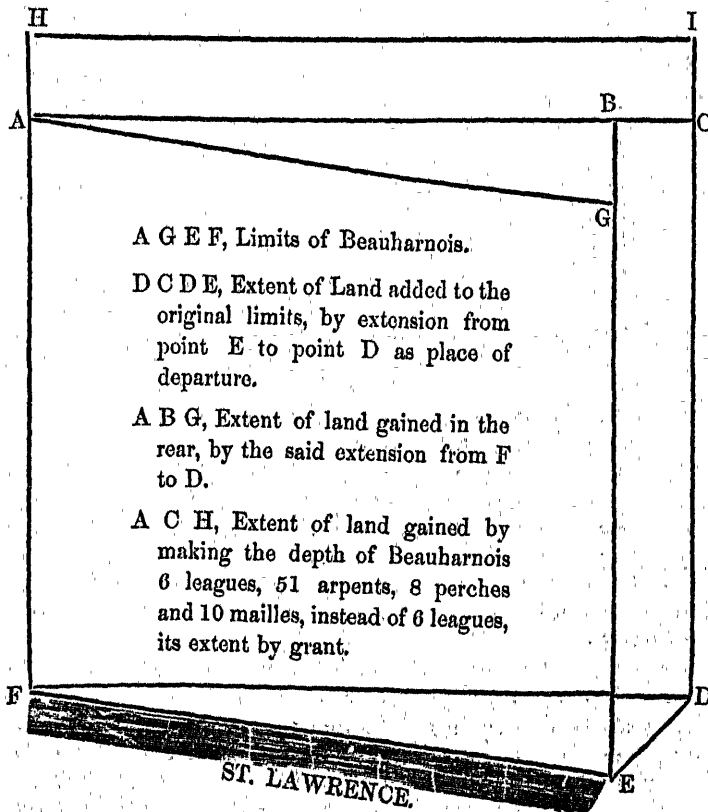 H I
A B C
G
A G E F, Limits of Beauharnois.
D C D E, Extent of Land added to the
original limits, by extension from
point E to point D as place of
departure.
A B G, Extent of land gained in the
rear, by the said extension from F
to D.
A C H, Extent of land gained by
making the depth of Beauharnois
6 leagues, 51 arpents, 8 perches
and 10 mailles, instead of 6 leagues,
its extent by grant.
F D
ST. LAWRENCE. E